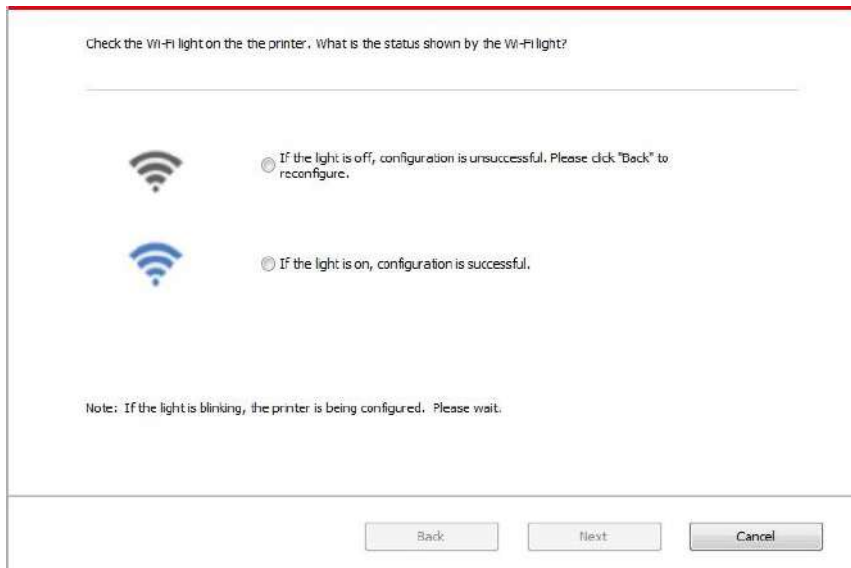 Check the Wi-Fi light on the the printer. What is the status shown by the Wi-Fi light?
If the light is off, configuration is unsuccessful. Please click "Back" to
reconfigure.
If the light is on, configuration is successful.
Note: If the light is blinking, the printer is being configured. Please wait.
Back
Next
Cancel